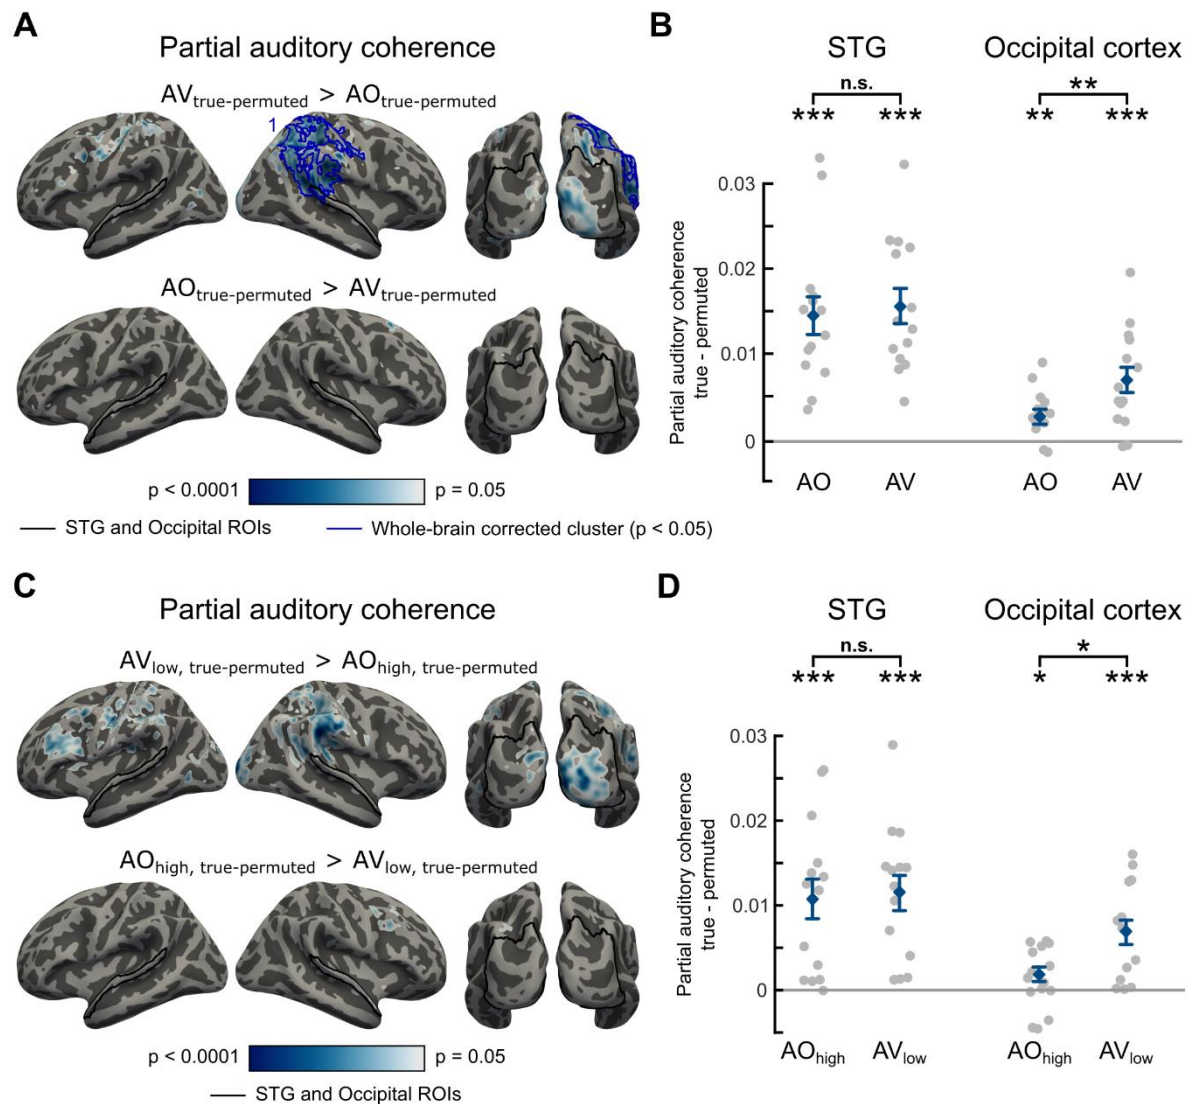 A
Partial auditory coherence
AVtrue-permuted > AOtrue-permuted
1
AOtrue-permuted > AVtrue-permuted
p < 0.0001 p = 0.05
STG and Occipital ROIs Whole-brain corrected cluster (p < 0.05)
B
STG Occipital cortex
n.s. **
*** *** ** ***
Partial auditory coherence
true - permuted
0.03
0.02
0.01
0
AO AV AO AV
C
Partial auditory coherence
AVlow, true-permuted > AOhigh, true-permuted
AOhigh, true-permuted > AVlow, true-permuted
p < 0.0001 p = 0.05
STG and Occipital ROIs
D
STG Occipital cortex
n.s. *
*** *** * ***
Partial auditory coherence
true - permuted
0.03
0.02
0.01
0
AOhigh AVlow AOhigh AVlow